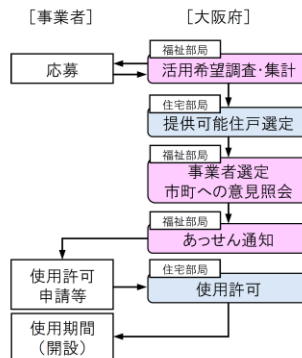 ［事業者］　［大阪府］
福祉部局
応募
活用希望調査・集計
住宅部局
提供可能住戸選定
福祉部局
事業者選定
市町への意見照会
福祉部局
あっせん通知
使用許可
申請等
住宅部局
使用許可
使用期間
（開設）